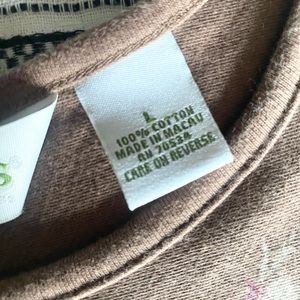 L
100% COTTON
MADE IN MACAU
RN 70534
CARE ON REVERSE